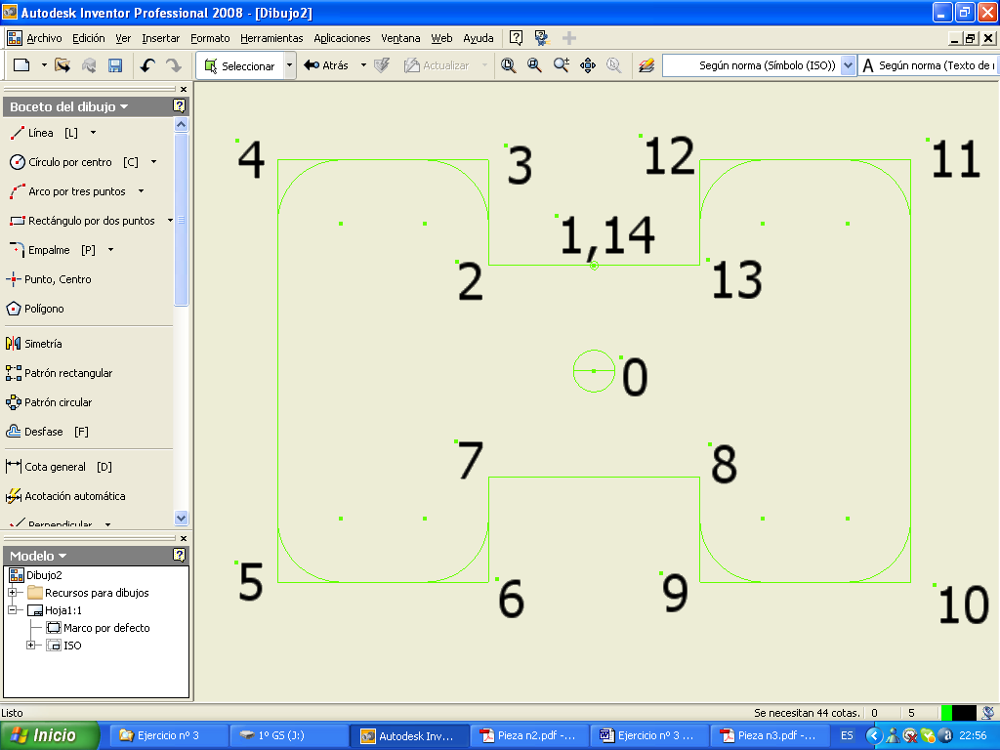 Autodesk Inventor Professional 2008 - [Dibujo2]
Archivo Edición Ver Insertar Formato Herramientas Aplicaciones Ventana Web Ayuda
Seleccionar Atrás Actualizar Según norma (Símbolo (ISO)) A Según norma (Texto de
Boceto del dibujo
Línea [L]
Círculo por centro [C]
Arco por tres puntos
Rectángulo por dos puntos
Empalme [P]
Punto, Centro
Polígono
Simetría
Patrón rectangular
Patrón circular
Desfase [F]
Cota general [D]
Acotación automática
Perpendicular
Modelo
Dibujo2
Recursos para dibujos
Hoja1:1
Marco por defecto
ISO
4 3 12 11
1,14
2 13
0
7 8
5 6 9 10
Listo Se necesitan 44 cotas. 0 5
Inicio Ejercicio nº 3 1º GS (J:) Autodesk Inv... Pieza n2.pdf -... Ejercicio nº 3 ... Pieza n3.pdf -... ES 22:56